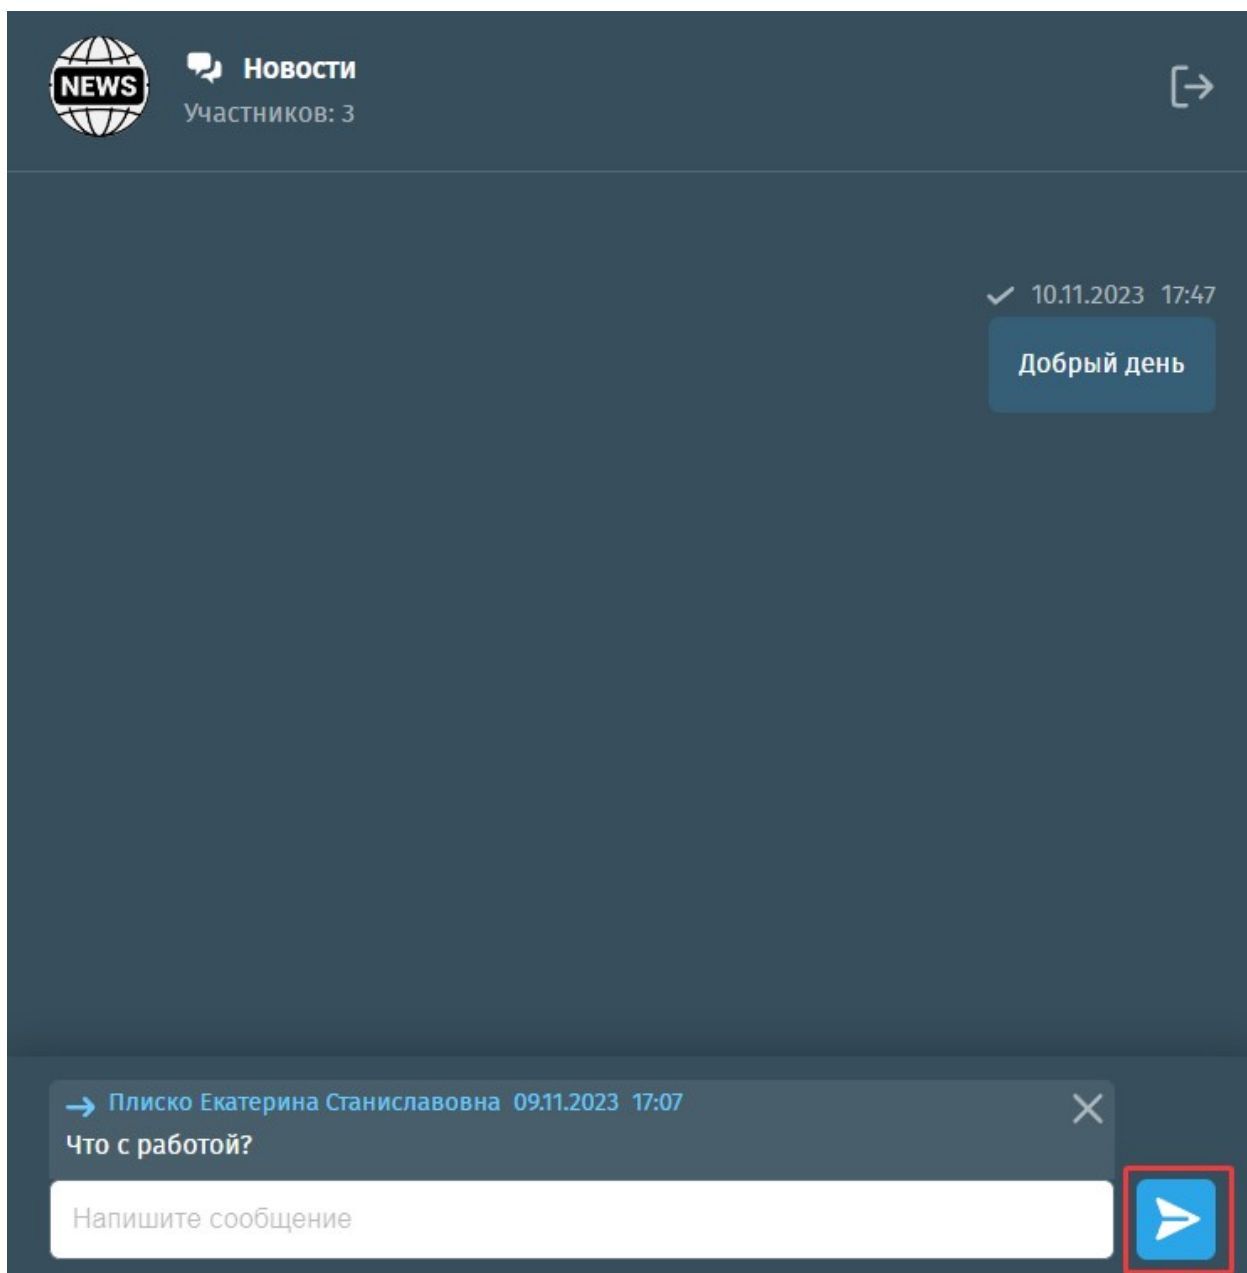 NEWS
Новости
Участников: 3
10.11.2023 17:47
Добрый день
Плиско Екатерина Станиславовна 09.11.2023 17:07
Что с работой?
Напишите сообщение